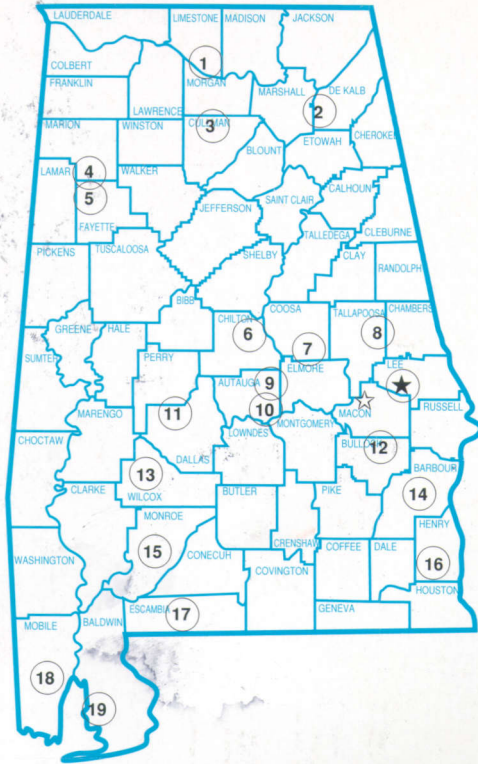 LAUDERDALE
LIMESTONE
MADISON
JACKSON
COLBERT
1
FRANKLIN
MORGAN
LAWRENCE
MARSHALL
DE KALB
2
MARION
WINSTON
CULLMAN
3
BLOUNT
ETOWAH
CHEROKEE
LAMAR
4
WALKER
5
FAYETTE
JEFFERSON
SAINT CLAIR
CALHOUN
PICKENS
TUSCALOOSA
SHELBY
TALLEDEGA
CLEBURNE
CLAY
RANDOLPH
BIBB
GREENE
HALE
CHILTON
6
COOSA
7
TALLAPOOSA
8
CHAMBERS
SUMTER
PERRY
AUTAUGA
9
ELMORE
LEE
MARENGO
11
10
MACON
RUSSELL
CHOCTAW
DALLAS
LOWNDES
MONTGOMERY
BULLOCK
12
BARBOUR
CLARKE
13
WILCOX
BUTLER
PIKE
14
MONROE
15
CONECUH
CRENSHAW
COFFEE
DALE
HENRY
16
WASHINGTON
COVINGTON
HOUSTON
MOBILE
BALDWIN
ESCAMBIA
17
GENEVA
18
19